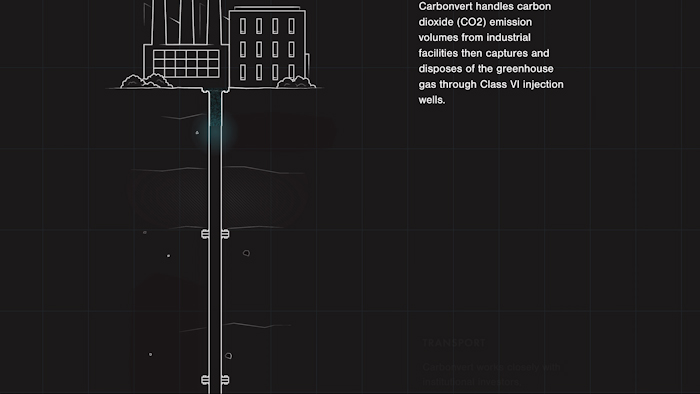 Carbonvert handles carbon
dioxide (CO2) emission
volumes from industrial
facilities then captures and
disposes of the greenhouse
gas through Class VI injection
wells.
TRANSPORT